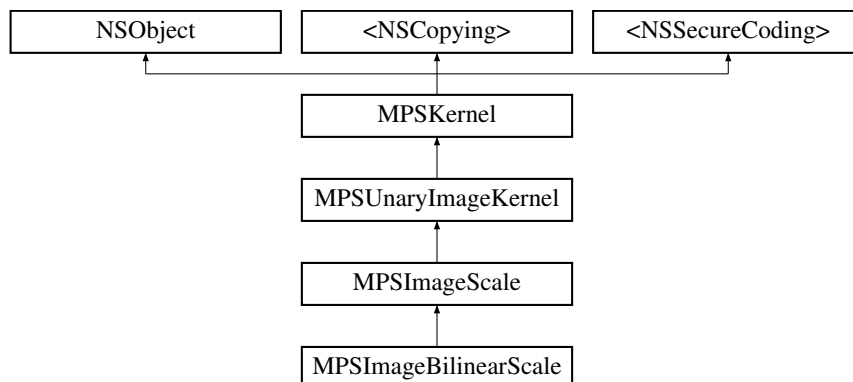 NSObject
<NSCopying>
<NSSecureCoding>
MPSKernel
MPSUnaryImageKernel
MPSImageScale
MPSImageBilinearScale